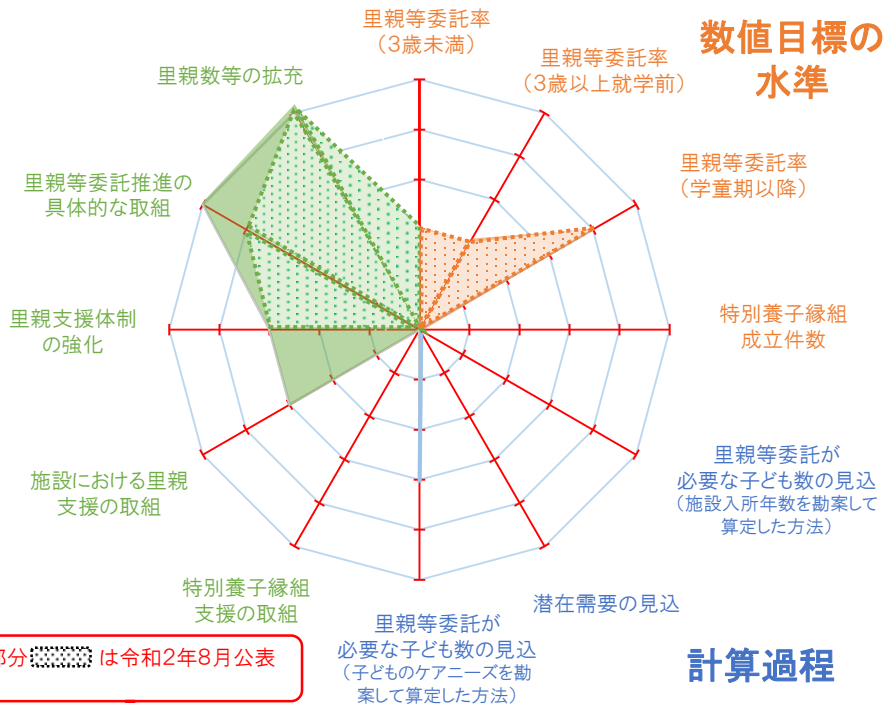 里親等委託率
（3歳未満）
数値目標の
水準
里親等委託率
（3歳以上就学前）
里親数等の拡充
里親等委託率
（学童期以降）
里親等委託推進の
具体的な取組
里親支援体制
の強化
特別養子縁組
成立件数
施設における里親
支援の取組
里親等委託が
必要な子ども数の見込
（施設入所年数を勘案して
算定した方法）
特別養子縁組
支援の取組
潜在需要の見込
里親等委託が
必要な子ども数の見込
（子どものケアニーズを勘
案して算定した方法）
計算過程
部分 は令和2年8月公表